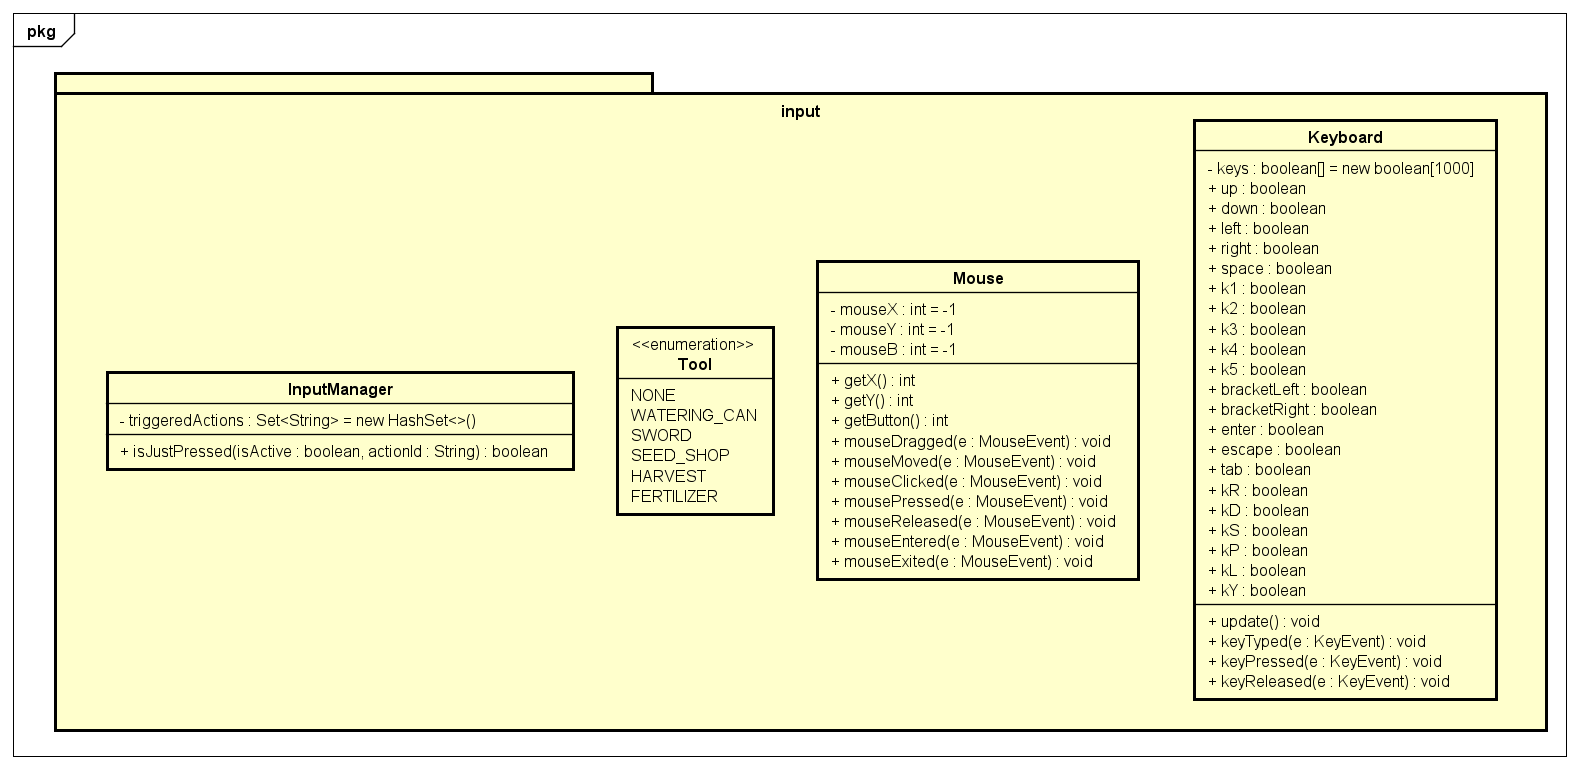 pkg
input
InputManager
- triggeredActions : Set<String> = new HashSet<>()
+ isJustPressed(isActive : boolean, actionId : String) : boolean
<<enumeration>>
Tool
NONE
WATERING_CAN
SWORD
SEED_SHOP
HARVEST
FERTILIZER
Mouse
- mouseX : int = -1
- mouseY : int = -1
- mouseB : int = -1
+ getX() : int
+ getY() : int
+ getButton() : int
+ mouseDragged(e : MouseEvent) : void
+ mouseMoved(e : MouseEvent) : void
+ mouseClicked(e : MouseEvent) : void
+ mousePressed(e : MouseEvent) : void
+ mouseReleased(e : MouseEvent) : void
+ mouseEntered(e : MouseEvent) : void
+ mouseExited(e : MouseEvent) : void
Keyboard
- keys : boolean[] = new boolean[1000]
+ up : boolean
+ down : boolean
+ left : boolean
+ right : boolean
+ space : boolean
+ k1 : boolean
+ k2 : boolean
+ k3 : boolean
+ k4 : boolean
+ k5 : boolean
+ bracketLeft : boolean
+ bracketRight : boolean
+ enter : boolean
+ escape : boolean
+ tab : boolean
+ kR : boolean
+ kD : boolean
+ kS : boolean
+ kP : boolean
+ kL : boolean
+ kY : boolean
+ update() : void
+ keyTyped(e : KeyEvent) : void
+ keyPressed(e : KeyEvent) : void
+ keyReleased(e : KeyEvent) : void